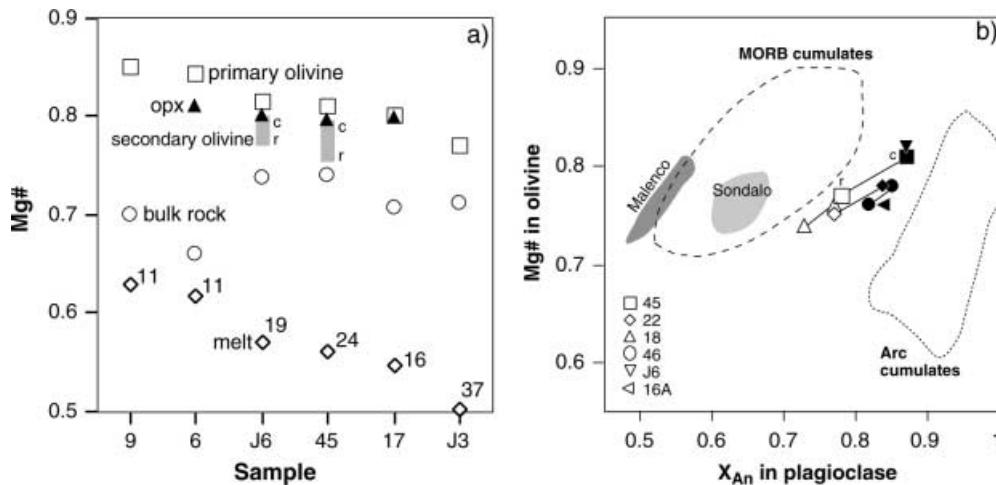 a)
0.9
0.8
0.7
0.6
0.5
Mg#
primary olivine
opx
c
c
secondary olivine
r
r
bulk rock
11
11
19
melt
24
16
37
9 6 J6 45 17 J3
Sample
b)
MORB cumulates
0.9
0.8
0.7
0.6
Mg# in olivine
Malenco
Sondalo
c
r
45
22
18
46
J6
16A
Arc
cumulates
0.5 0.6 0.7 0.8 0.9 1
X An in plagioclase